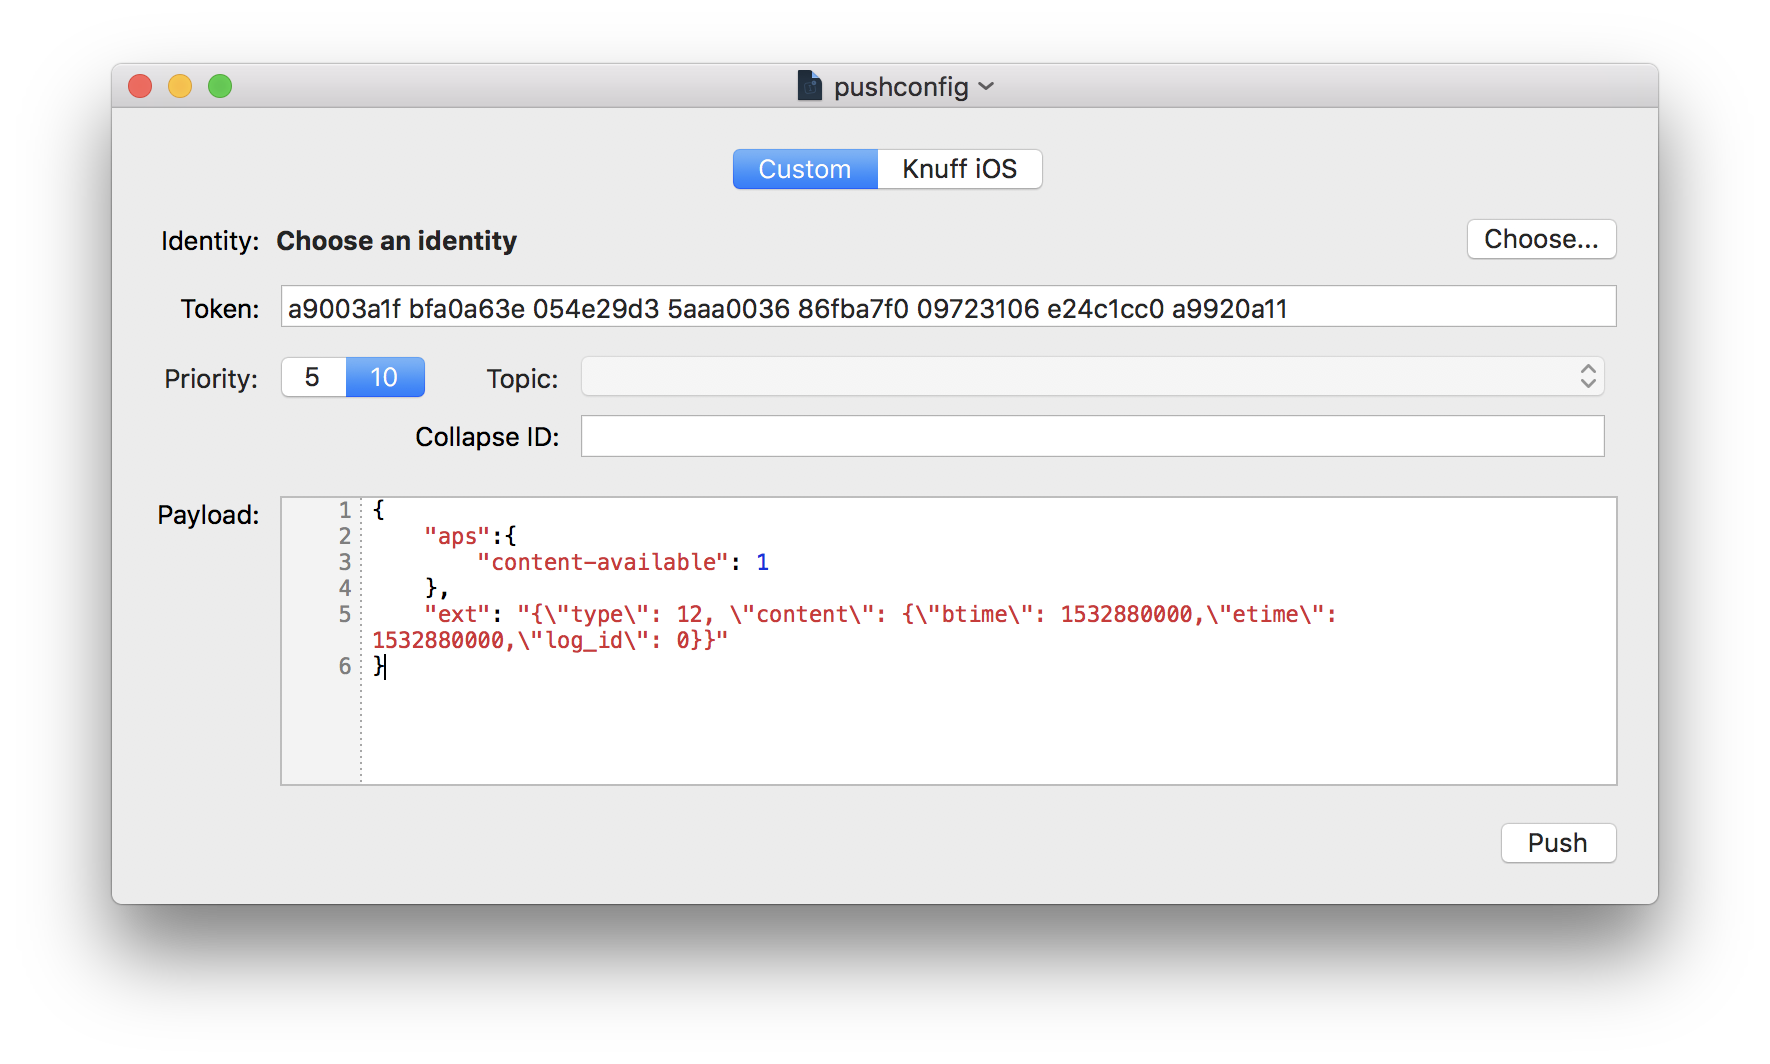 pushconfig
Custom Knuff iOS
Identity: Choose an identity Choose...
Token: a9003a1f bfa0a63e 054e29d3 5aaa0036 86fba7f0 09723106 e24c1cc0 a9920a11
Priority: 5 10 Topic:
Collapse ID:
Payload: 1 {
2 "aps":{
3 "content-available": 1
4 },
5 "ext": "{\"type\": 12, \"content\": {\"btime\": 1532880000,\"etime\":
1532880000,\"log_id\": 0}}"
6 }
Push